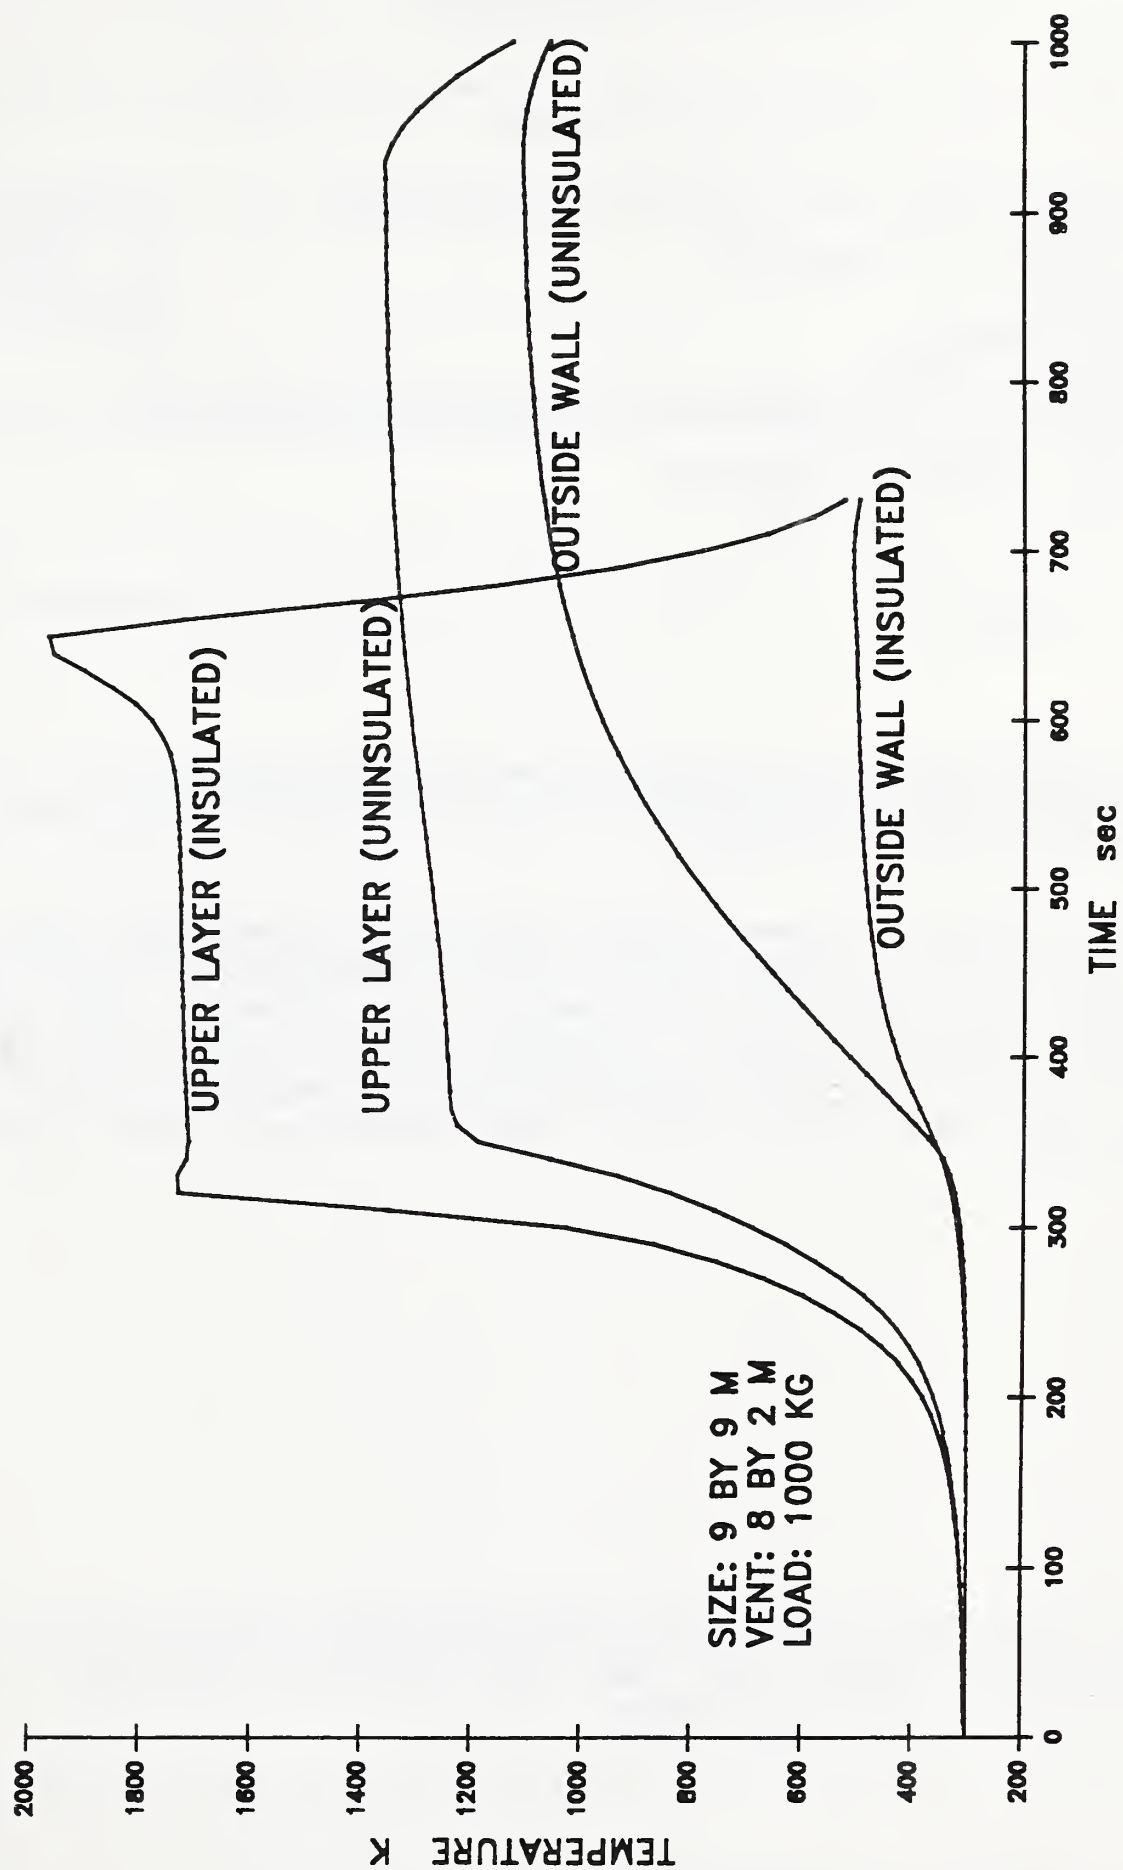 2000
1800
1600
1400
1200
1000
800
600
400
200
TEMPERATURE K
UPPER LAYER (INSULATED)
UPPER LAYER (UNINSULATED)
OUTSIDE WALL (UNINSULATED)
OUTSIDE WALL (INSULATED)
SIZE: 9 BY 9 M
VENT: 8 BY 2 M
LOAD: 1000 KG
0 100 200 300 400 500 600 700 800 900 1000
TIME sec